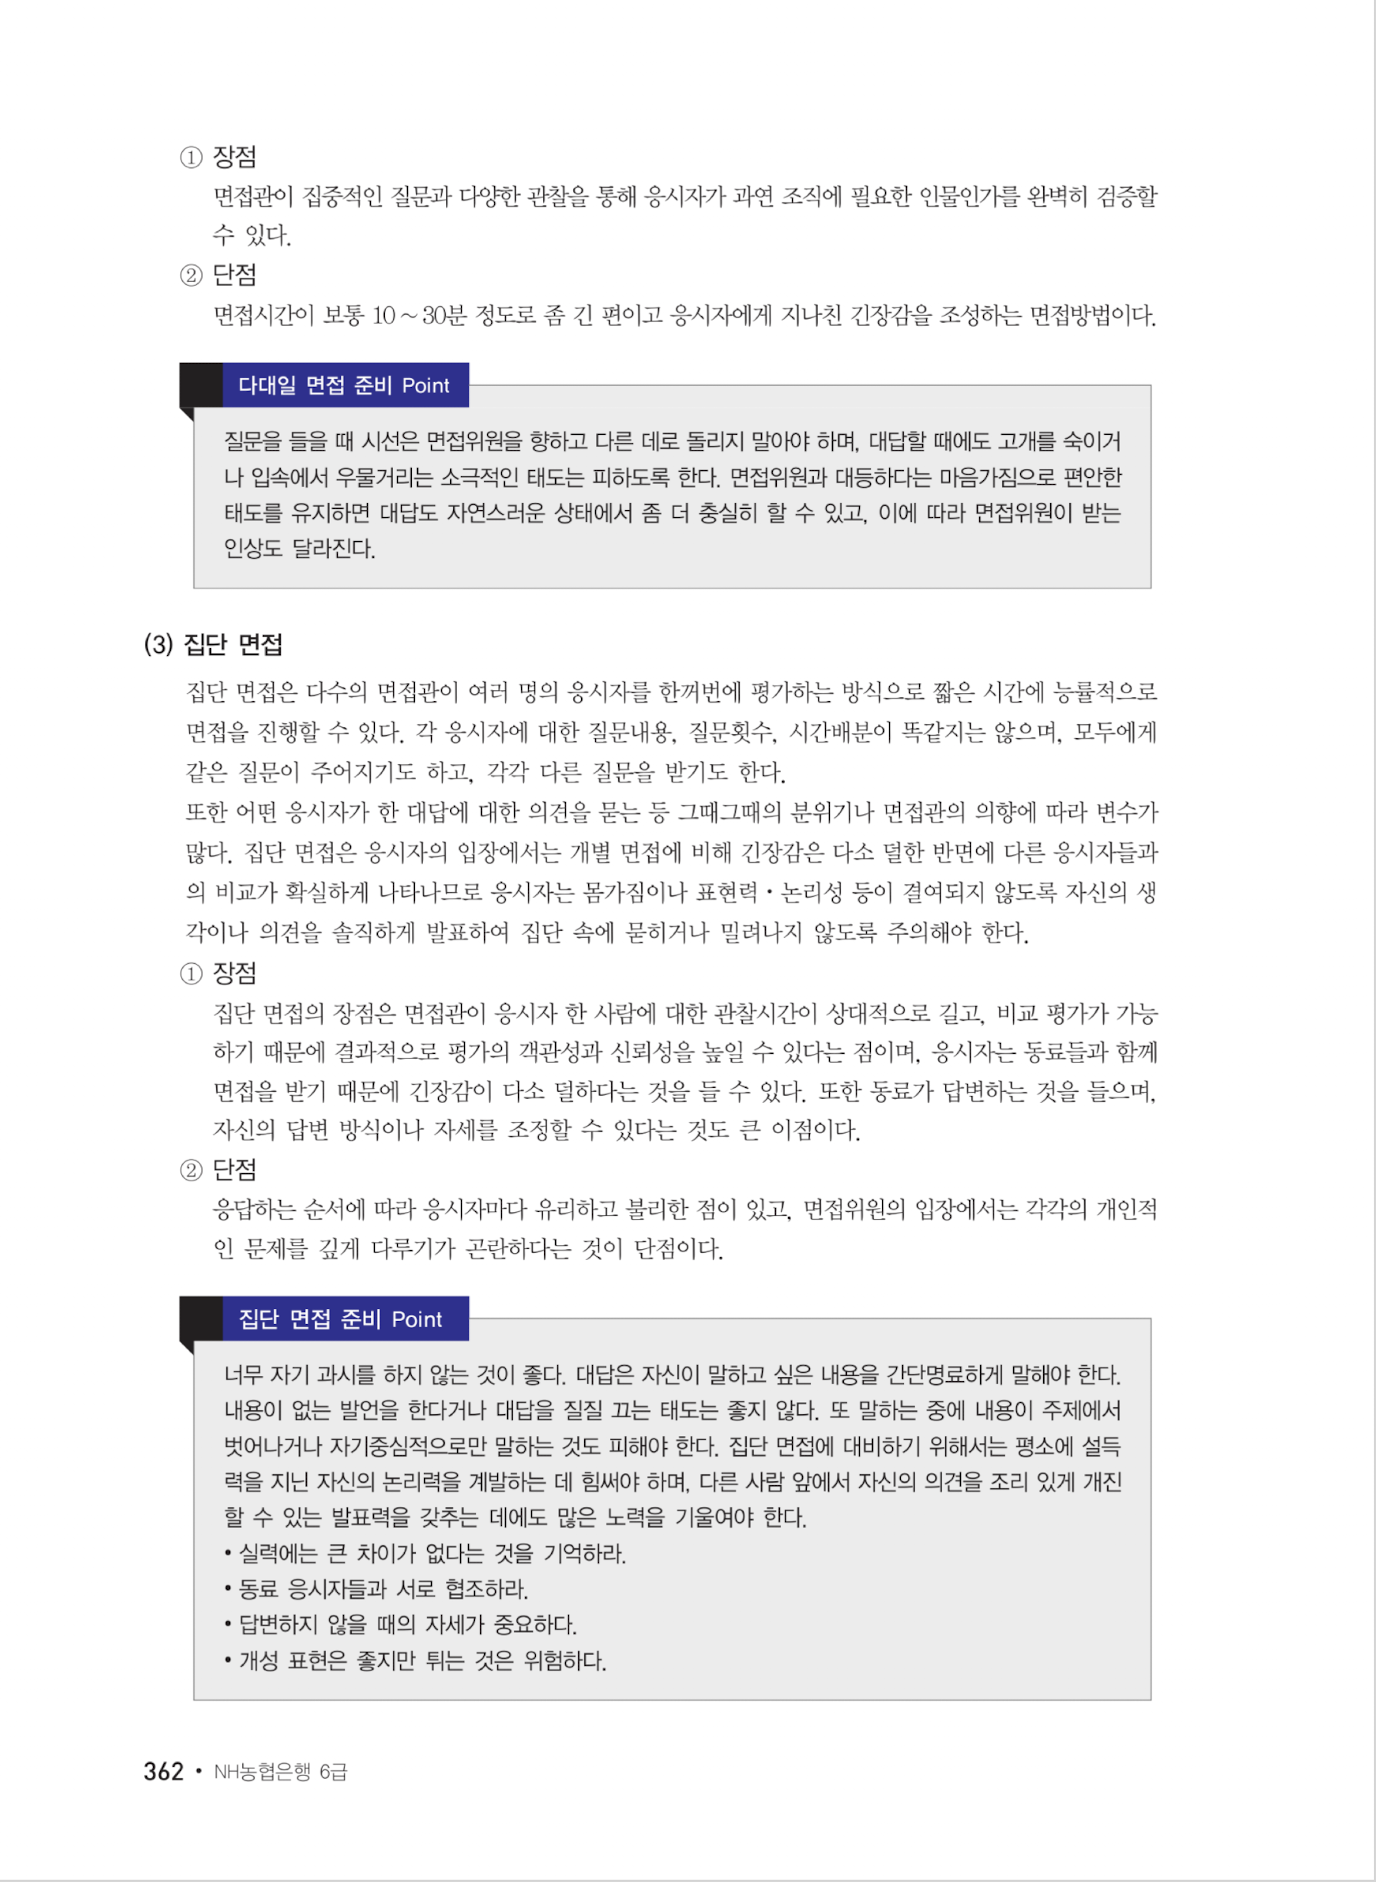 ① 장점
면접관이 집중적인 질문과 다양한 관찰을 통해 응시자가 과연 조직에 필요한 인물인가를 완벽히 검증할
수 있다.
② 단점
면접시간이 보통 10～30분 정도로 좀 긴 편이고 응시자에게 지나친 긴장감을 조성하는 면접방법이다.
다대일 면접 준비 Point
질문을 들을 때 시선은 면접위원을 향하고 다른 데로 돌리지 말아야 하며, 대답할 때에도 고개를 숙이거
나 입속에서 우물거리는 소극적인 태도는 피하도록 한다. 면접위원과 대등하다는 마음가짐으로 편안한
태도를 유지하면 대답도 자연스러운 상태에서 좀 더 충실히 할 수 있고, 이에 따라 면접위원이 받는
인상도 달라진다.
(3) 집단 면접
집단 면접은 다수의 면접관이 여러 명의 응시자를 한꺼번에 평가하는 방식으로 짧은 시간에 능률적으로
면접을 진행할 수 있다. 각 응시자에 대한 질문내용, 질문횟수, 시간배분이 똑같지는 않으며, 모두에게
같은 질문이 주어지기도 하고, 각각 다른 질문을 받기도 한다.
또한 어떤 응시자가 한 대답에 대한 의견을 묻는 등 그때그때의 분위기나 면접관의 의향에 따라 변수가
많다. 집단 면접은 응시자의 입장에서는 개별 면접에 비해 긴장감은 다소 덜한 반면에 다른 응시자들과
의 비교가 확실하게 나타나므로 응시자는 몸가짐이나 표현력・논리성 등이 결여되지 않도록 자신의 생
각이나 의견을 솔직하게 발표하여 집단 속에 묻히거나 밀려나지 않도록 주의해야 한다.
① 장점
집단 면접의 장점은 면접관이 응시자 한 사람에 대한 관찰시간이 상대적으로 길고, 비교 평가가 가능
하기 때문에 결과적으로 평가의 객관성과 신뢰성을 높일 수 있다는 점이며, 응시자는 동료들과 함께
면접을 받기 때문에 긴장감이 다소 덜하다는 것을 들 수 있다. 또한 동료가 답변하는 것을 들으며,
자신의 답변 방식이나 자세를 조정할 수 있다는 것도 큰 이점이다.
② 단점
응답하는 순서에 따라 응시자마다 유리하고 불리한 점이 있고, 면접위원의 입장에서는 각각의 개인적
인 문제를 깊게 다루기가 곤란하다는 것이 단점이다.
집단 면접 준비 Point
너무 자기 과시를 하지 않는 것이 좋다. 대답은 자신이 말하고 싶은 내용을 간단명료하게 말해야 한다.
내용이 없는 발언을 한다거나 대답을 질질 끄는 태도는 좋지 않다. 또 말하는 중에 내용이 주제에서
벗어나거나 자기중심적으로만 말하는 것도 피해야 한다. 집단 면접에 대비하기 위해서는 평소에 설득
력을 지닌 자신의 논리력을 계발하는 데 힘써야 하며, 다른 사람 앞에서 자신의 의견을 조리 있게 개진
할 수 있는 발표력을 갖추는 데에도 많은 노력을 기울여야 한다.
• 실력에는 큰 차이가 없다는 것을 기억하라.
• 동료 응시자들과 서로 협조하라.
• 답변하지 않을 때의 자세가 중요하다.
• 개성 표현은 좋지만 튀는 것은 위험하다.
362 • NH농협은행 6급